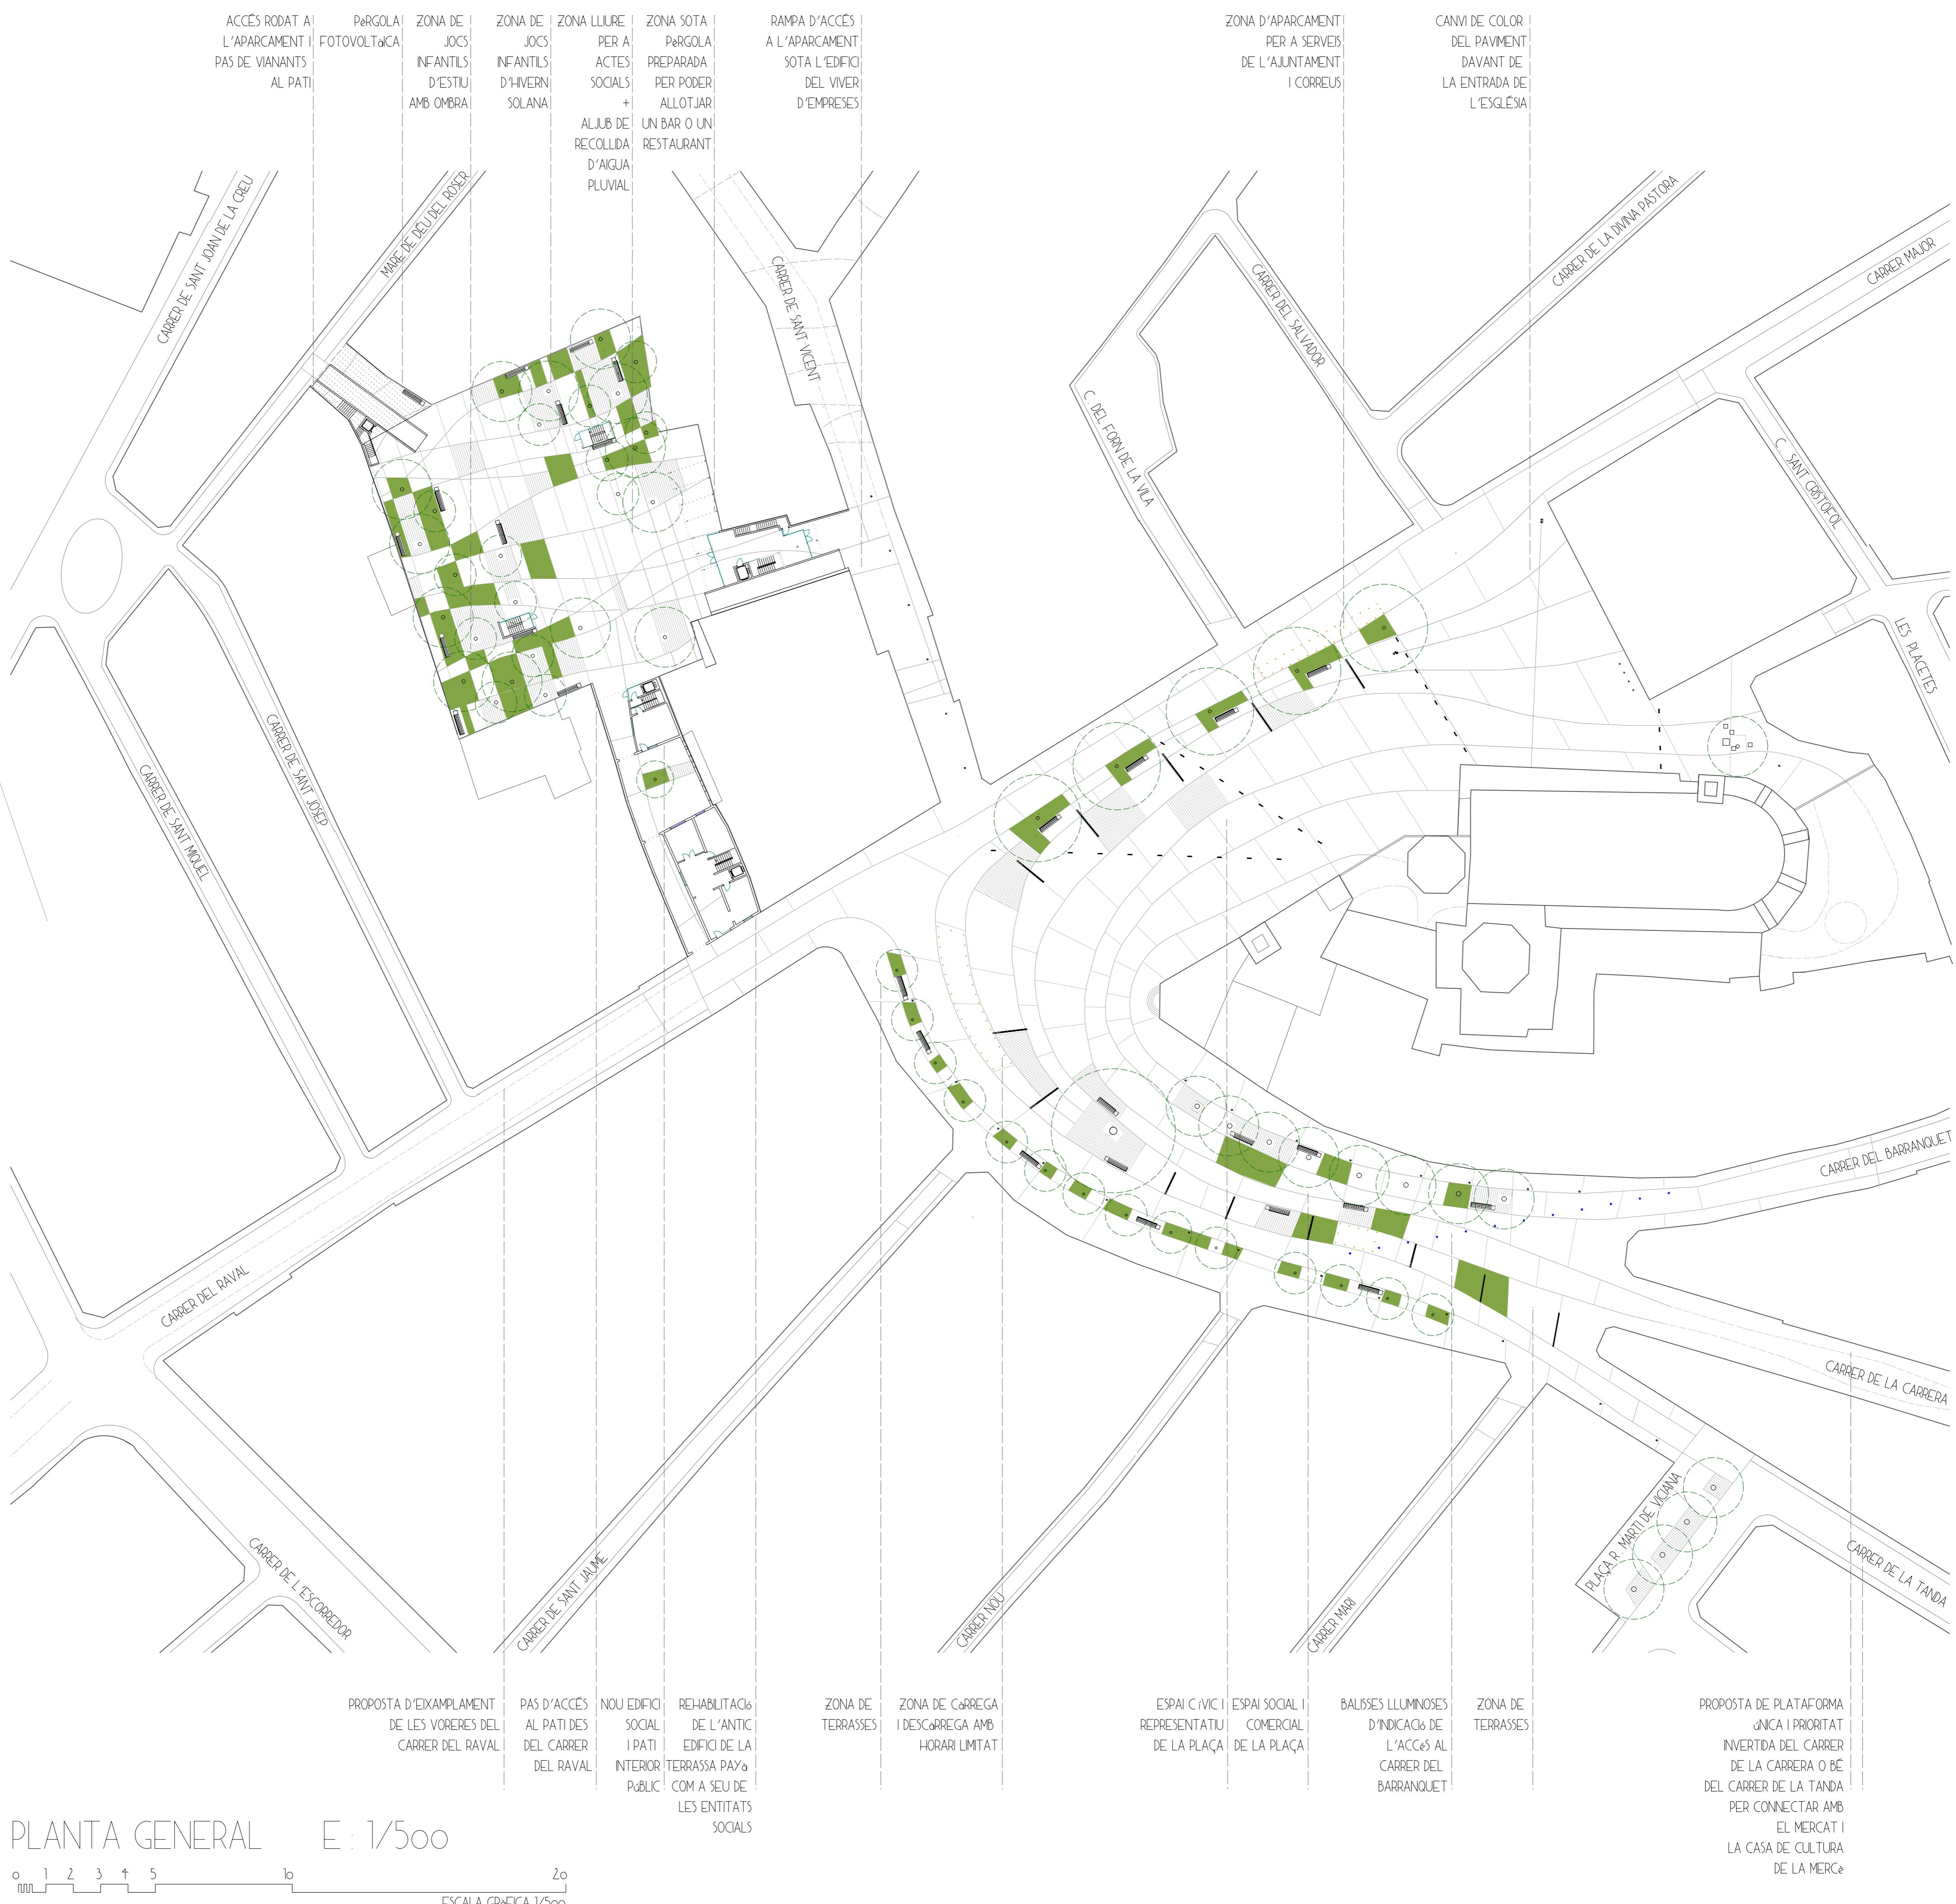 ACCÉS RODAT A
L'APARCAMENT I
PAS DE VIANANTS
AL PATI
PèRGOLA
FOTOVOLTàICA
ZONA DE
JOCS
INFANTILS
D'ESTIU
AMB OMBRA
ZONA DE
JOCS
INFANTILS
D'HIVERN
SOLANA
ZONA LLIURE
PER A
ACTES
SOCIALS
+
ALJUB DE
RECOLLIDA
D'AIGUA
PLUVIAL
ZONA SOTA
PèRGOLA
PREPARADA
PER PODER
ALLOTJAR
UN BAR O UN
RESTAURANT
RAMPA D'ACCÉS
A L'APARCAMENT
SOTA L'EDIFICI
DEL VIVER
D'EMPRESES
ZONA D'APARCAMENT
PER A SERVEIS
DE L'AJUNTAMENT
I CORREUS
CANVI DE COLOR
DEL PAVIMENT
DAVANT DE
LA ENTRADA DE
L'ESGLÉSIA
CARRER DE SANT JOAN DE LA CREU
MARE DE DÉU DEL ROSER
CARRER DE SANT VICENT
CARRER DEL SALVADOR
CARRER DE LA DIVINA PASTORA
CARRER MAJOR
C. DEL FORN DE LA VILA
C. SANT CRISTOFOL
LES PLACETES
CARRER DE SANT MIQUEL
CARRER DE SANT JOSEP
CARRER DEL BARRANQUET
CARRER DEL RAVAL
CARRER DE LA CARRERA
CARRER DE L'ESCORREDOR
CARRER DE SANT JAUME
CARRER NOU
CARRER MARI
PLAÇA R. MARTI DE VICIANA
CARRER DE LA TANDA
PROPOSTA D'EIXAMPLAMENT
DE LES VORERES DEL
CARRER DEL RAVAL
PAS D'ACCÉS
AL PATI DES
DEL CARRER
DEL RAVAL
NOU EDIFICI
SOCIAL
I PATI
INTERIOR
PúBLIC
REHABILITACIó
DE L'ANTIC
EDIFICI DE LA
TERRASSA PAYà
COM A SEU DE
LES ENTITATS
SOCIALS
ZONA DE
TERRASSES
ZONA DE CàRREGA
I DESCàRREGA AMB
HORARI LIMITAT
ESPAI CíVIC I
REPRESENTATIU
DE LA PLAÇA
ESPAI SOCIAL I
COMERCIAL
DE LA PLAÇA
BALISSES LLUMINOSES
D'INDICACIó DE
L'ACCéS AL
CARRER DEL
BARRANQUET
ZONA DE
TERRASSES
PROPOSTA DE PLATAFORMA
úNICA I PRIORITAT
INVERTIDA DEL CARRER
DE LA CARRERA O BÉ
DEL CARRER DE LA TANDA
PER CONNECTAR AMB
EL MERCAT I
LA CASA DE CULTURA
DE LA MERCè
PLANTA GENERAL E : 1/500
0 1 2 3 4 5 10 20
ESCALA GRàFICA 1/500